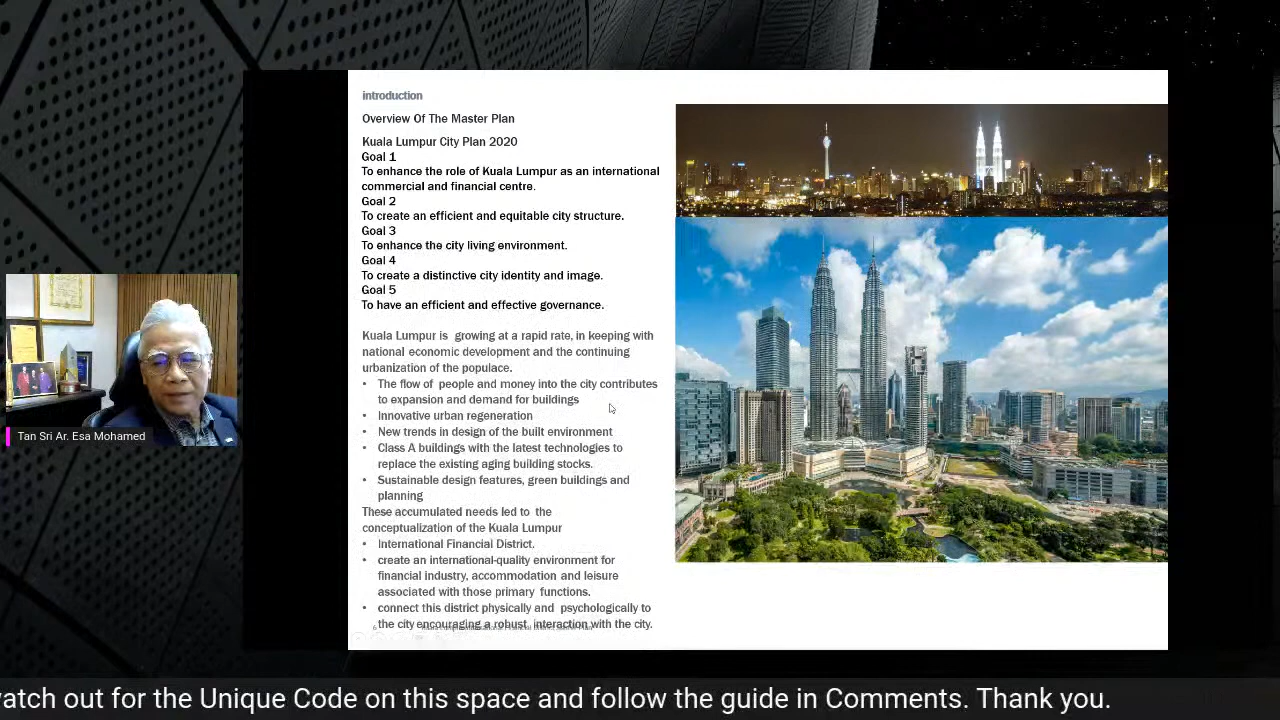 introduction
Overview Of The Master Plan
Kuala Lumpur City Plan 2020
Goal 1
To enhance the role of Kuala Lumpur as an international
commercial and financial centre.
Goal 2
To create an efficient and equitable city structure.
Goal 3
To enhance the city living environment.
Goal 4
To create a distinctive city identity and image.
Goal 5
To have an efficient and effective governance.
Kuala Lumpur is growing at a rapid rate, in keeping with
national economic development and the continuing
urbanization of the populace.
• The flow of people and money into the city contributes
to expansion and demand for buildings
• Innovative urban regeneration
• New trends in design of the built environment
• Class A buildings with the latest technologies to
replace the existing aging building stocks.
• Sustainable design features, green buildings and
planning
These accumulated needs led to the
conceptualization of the Kuala Lumpur
• International Financial District.
• create an international-quality environment for
financial industry, accommodation and leisure
associated with those primary functions.
• connect this district physically and psychologically to
the city encouraging a robust interaction with the city.
6
Tan Sri Ar. Esa Mohamed
watch out for the Unique Code on this space and follow the guide in Comments. Thank you.